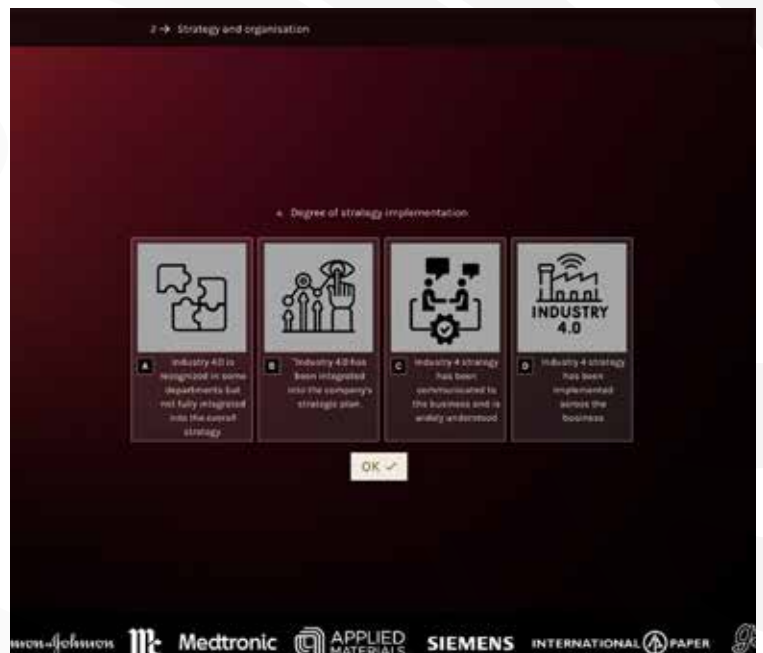 2 → Strategy and organisation
a. Degree of strategy implementation
INDUSTRY
4.0
A
Industry 4.0 is
recognized in some
departments but
not fully integrated
into the overall
strategy
B
Industry 4.0 has
been integrated
into the company's
strategic plan.
C
Industry 4 strategy
has been
communicated to
the business and is
widely understood
D
Industry 4 strategy
has been
implemented
across the
business
OK
Medtronic
APPLIED
MATERIALS
SIEMENS
INTERNATIONAL PAPER